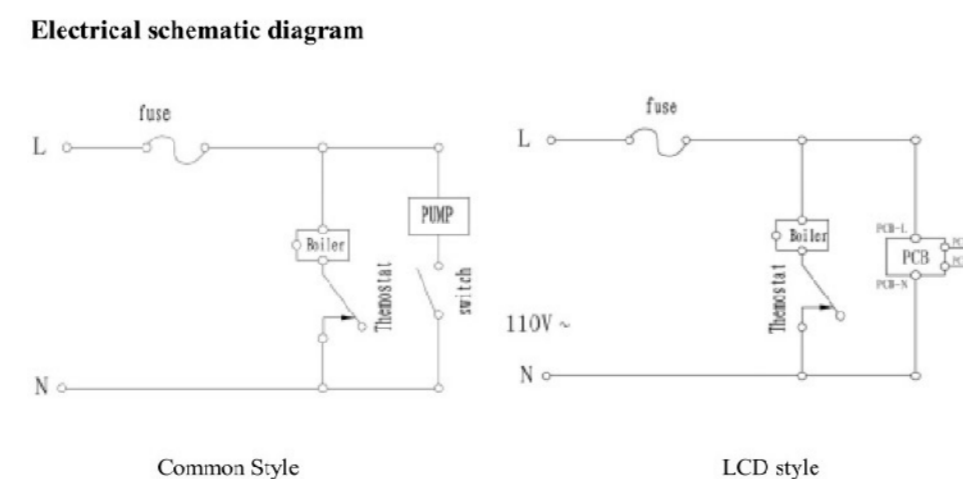 Electrical schematic diagram
fuse
L
PUMP
Boiler
Themostat
switch
N
Common Style
fuse
L
Boiler
PCB-L
PCB
PCB-N
Themostat
110V ~
N
LCD style